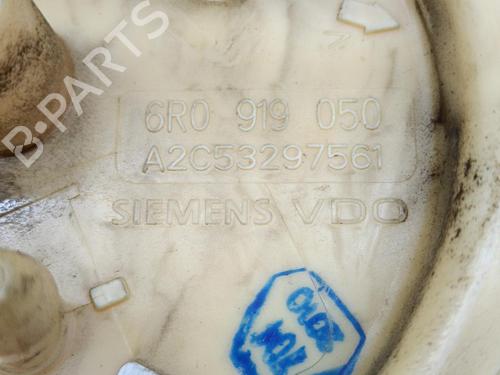 B-PARTS
6R0 919 050
A2C53297561
SIEMENS VDO